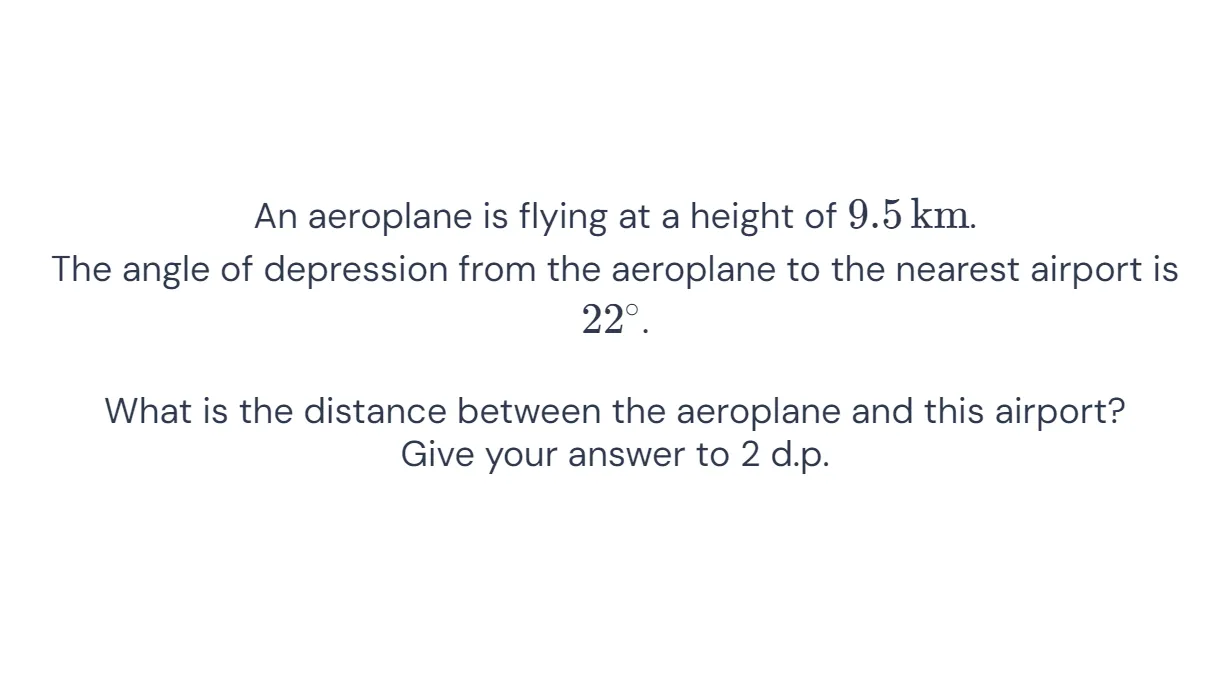 An aeroplane is flying at a height of 9.5 km.
The angle of depression from the aeroplane to the nearest airport is
22°.
What is the distance between the aeroplane and this airport?
Give your answer to 2 d.p.